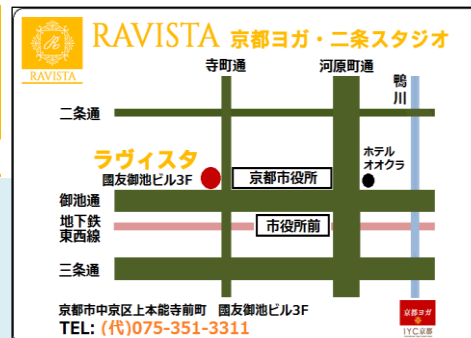 RAVISTA 京都ヨガ・二条スタジオ
RAVISTA
寺町通
河原町通
鴨川
二条通
ラヴィスタ
國友御池ビル3F
京都市役所
ホテル
オオクラ
御池通
地下鉄
東西線
市役所前
三条通
京都市中京区上本能寺前町 國友御池ビル3F
TEL: (代)075-351-3311
京都ヨガ
IYC京都